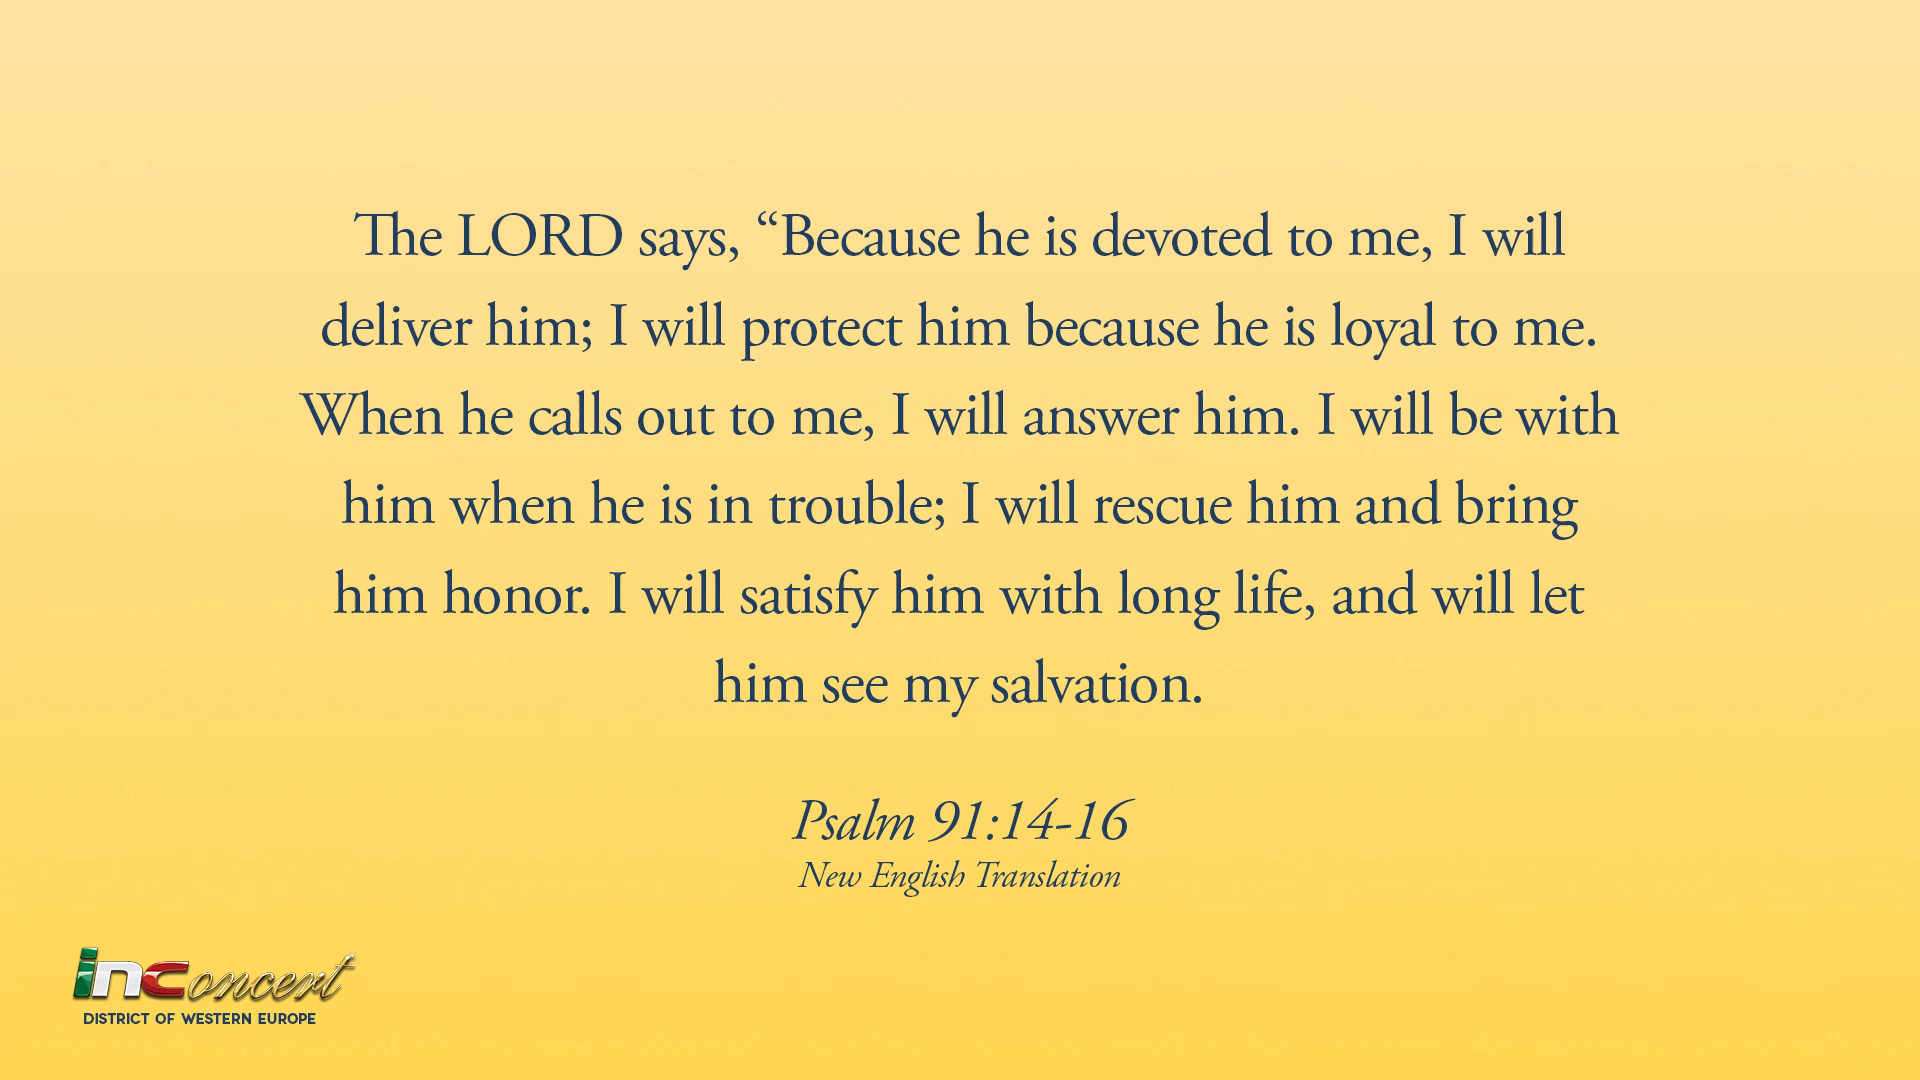 The LORD says, “Because he is devoted to me, I will
deliver him; I will protect him because he is loyal to me.
When he calls out to me, I will answer him. I will be with
him when he is in trouble; I will rescue him and bring
him honor. I will satisfy him with long life, and will let
him see my salvation.
Psalm 91:14-16
New English Translation
inConcert
DISTRICT OF WESTERN EUROPE